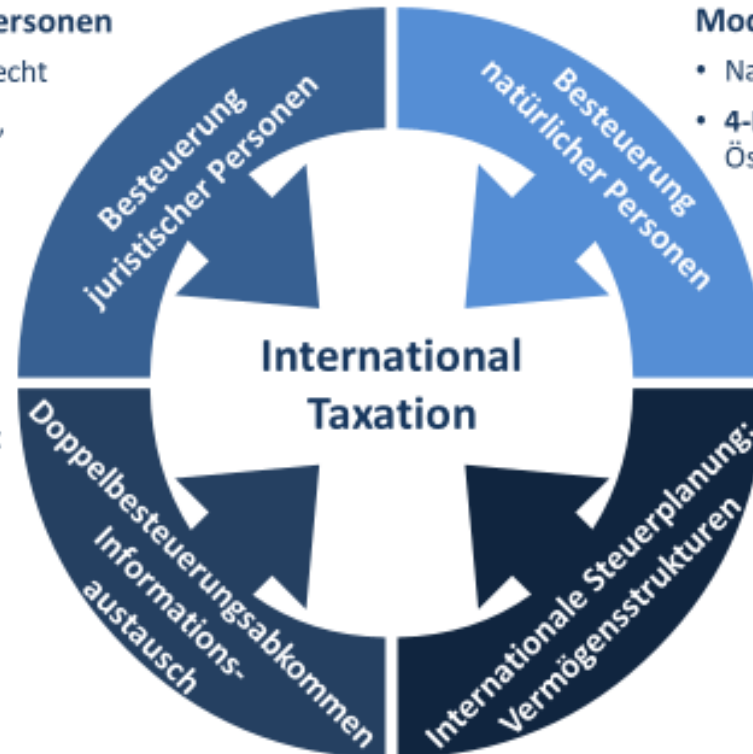 ersonen
echt
Mod
• Na
• 4-
Ös
Besteuerung
juristischer Personen
Besteuerung
natürlicher Personen
International
Taxation
Doppelbesteuerungsabkommen
Informations-
austausch
Internationale Steuerplanung;
Vermögensstrukturen